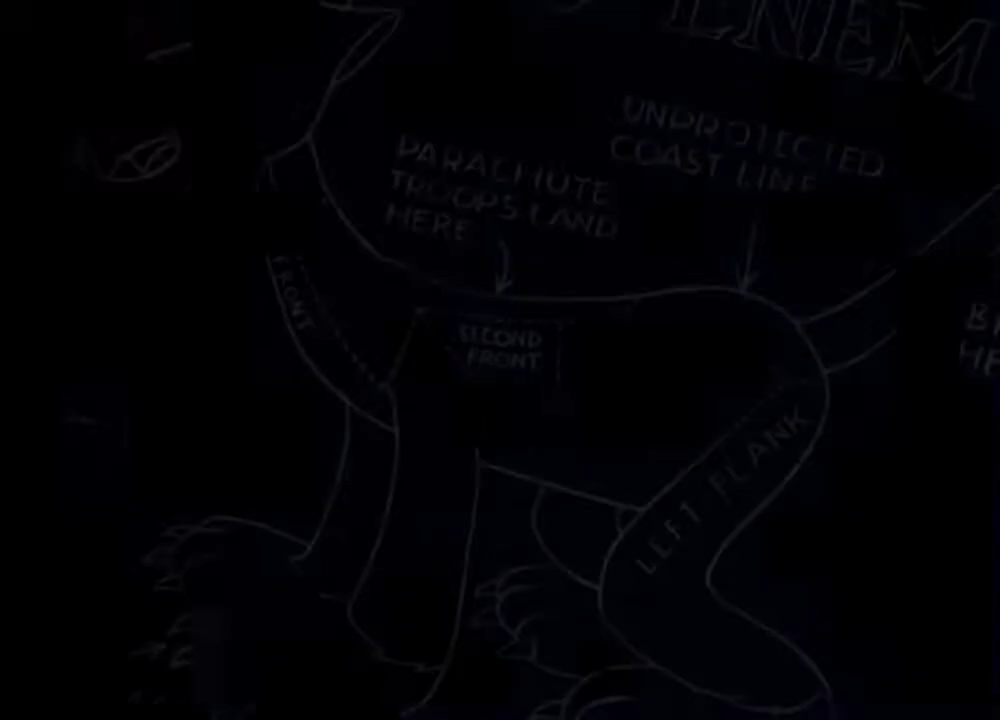 ENEM
UNPROTECTED
COAST LINE
PARACHUTE
TROOPS LAND
HERE
FRONT
SECOND
FRONT
LEFT FLANK